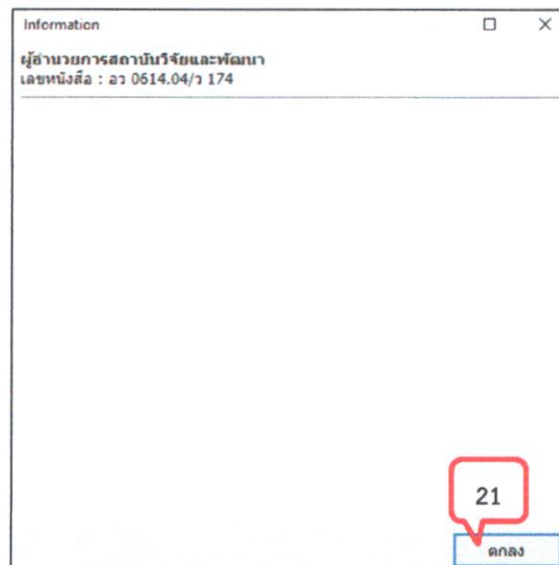 Information
ผู้อำนวยการสถาบันวิจัยและพัฒนา
เลขหนังสือ : อว 0614.04/ว 174
21
ตกลง